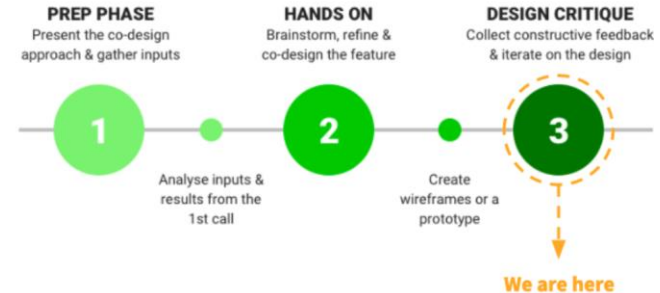 PREP PHASE
Present the co-design
approach & gather inputs
HANDS ON
Brainstorm, refine &
co-design the feature
DESIGN CRITIQUE
Collect constructive feedback
& iterate on the design
1
2
3
Analyse inputs &
results from the
1st call
Create
wireframes or a
prototype
We are here